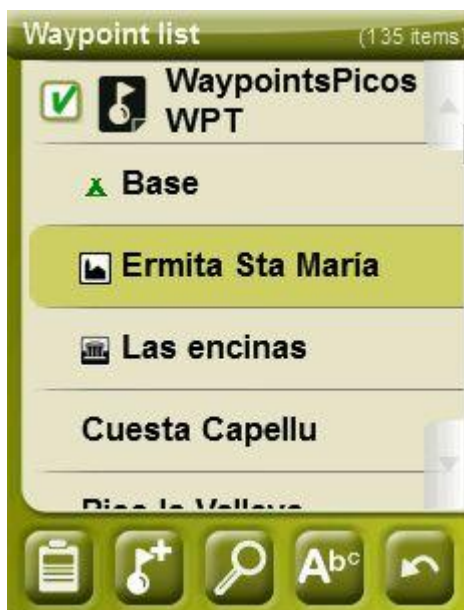 Waypoint list (135 items)
WaypointsPicos
WPT
Base
Ermita Sta María
Las encinas
Cuesta Capellu
Abc